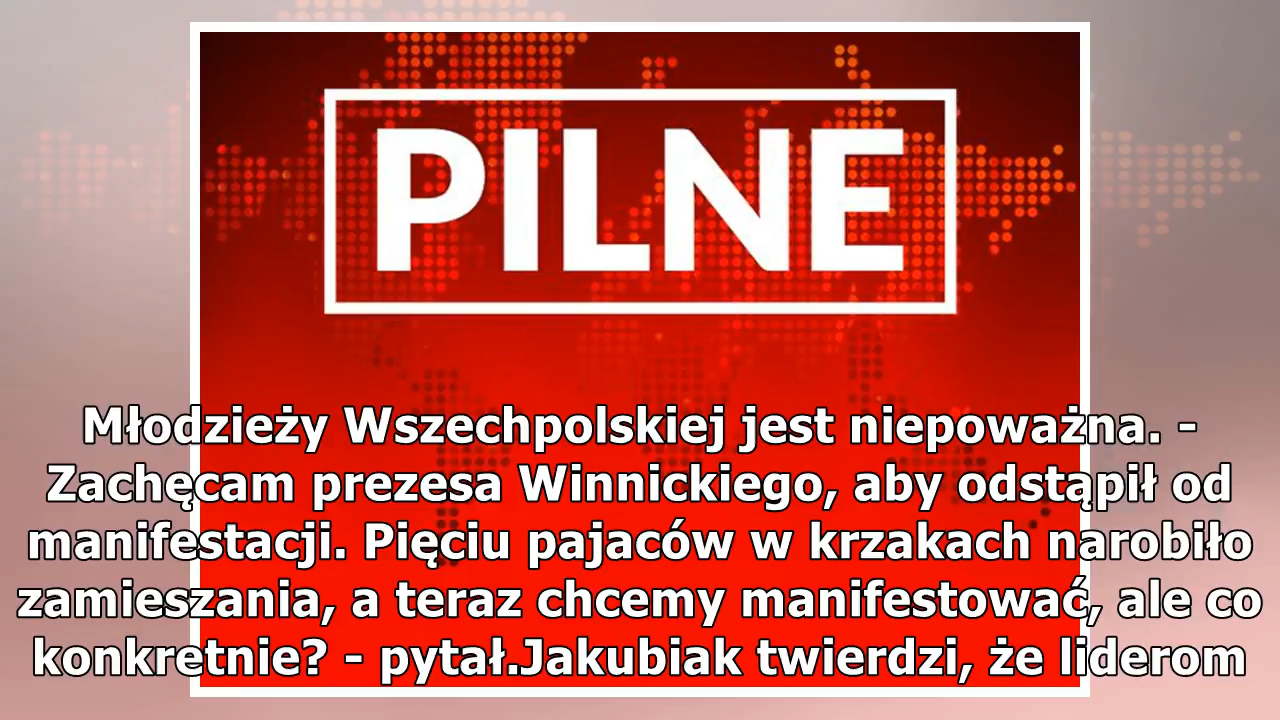 PILNE
Młodzieży Wszechpolskiej jest niepoważna. -
Zachęcam prezesa Winnickiego, aby odstąpił od
manifestacji. Pięciu pajaców w krzakach narobiło
zamieszania, a teraz chcemy manifestować, ale co
konkretnie? - pytał.Jakubiak twierdzi, że liderom